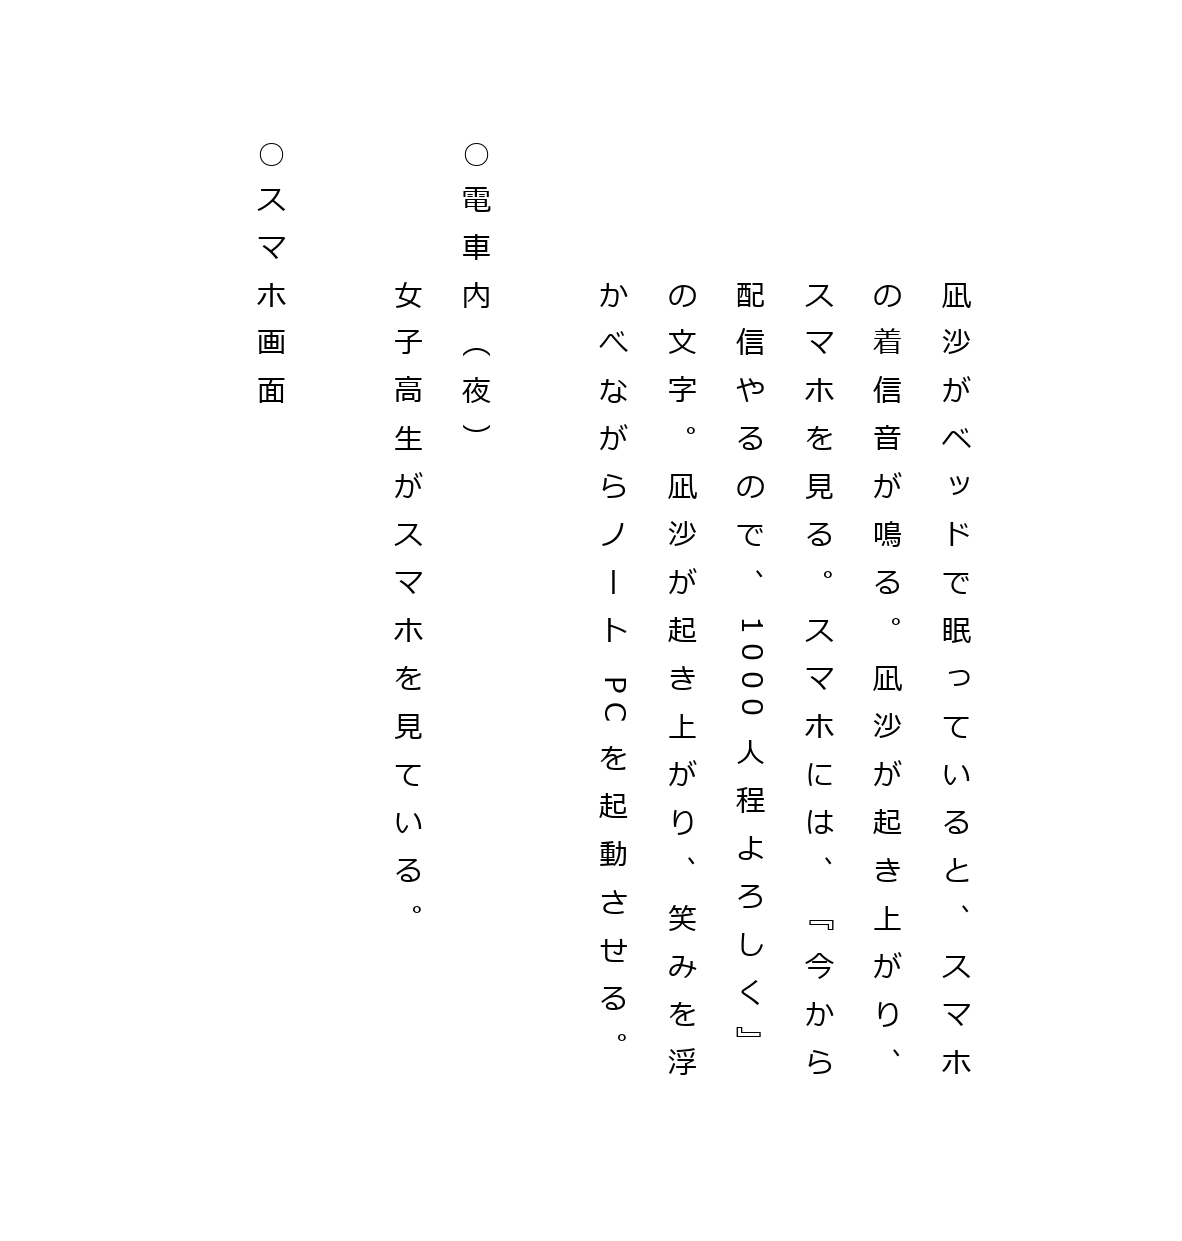 凪沙がベッドで眠っていると、スマホ
の着信音が鳴る。凪沙が起き上がり、
スマホを見る。スマホには、『今から
配信やるので、1000人程よろしく』
の文字。凪沙が起き上がり、笑みを浮
かべながらノートPCを起動させる。
〇電車内（夜）
女子高生がスマホを見ている。
〇スマホ画面